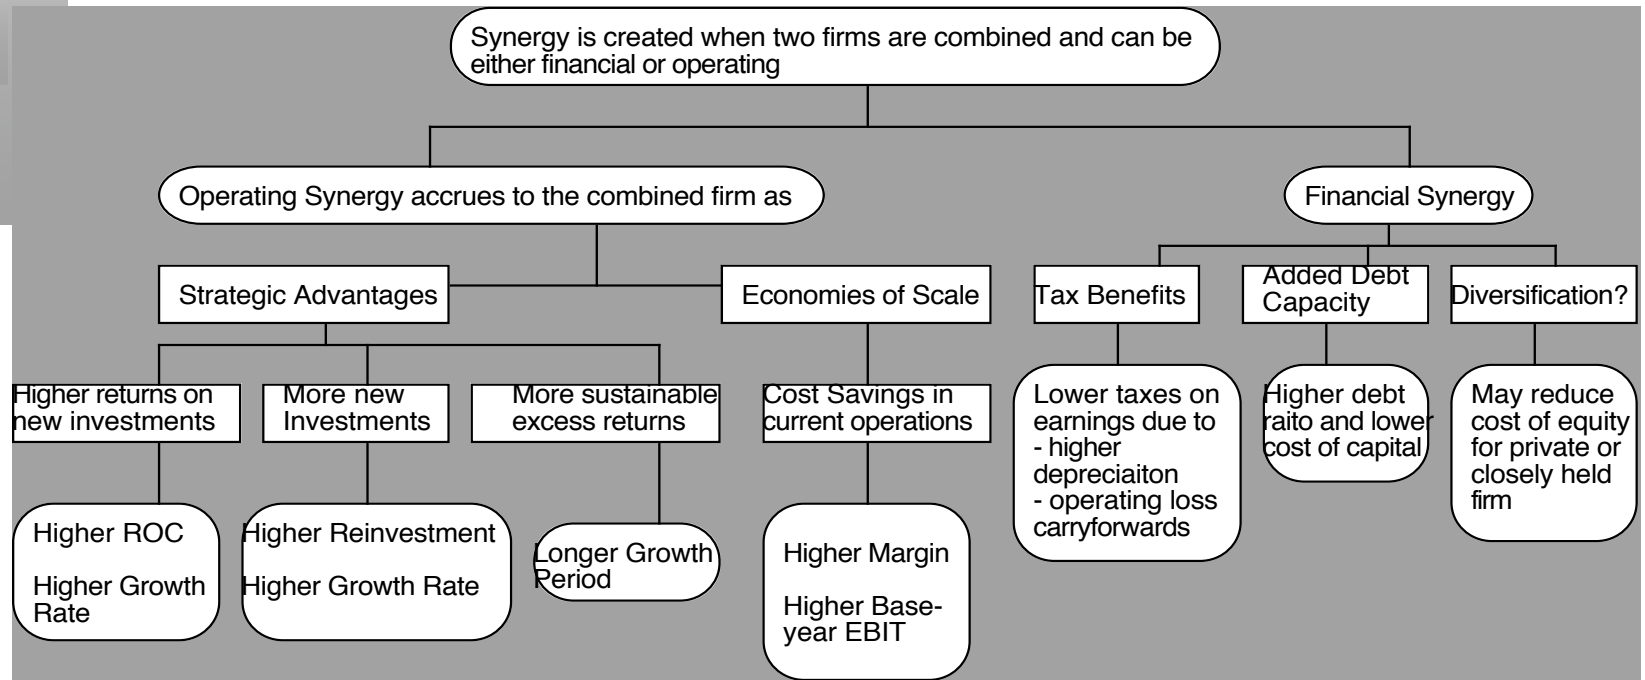 Synergy is created when two firms are combined and can be
either financial or operating
Operating Synergy accrues to the combined firm as
Financial Synergy
Strategic Advantages
Economies of Scale
Tax Benefits
Added Debt
Capacity
Diversification?
Higher returns on
new investments
More new
Investments
More sustainable
excess returns
Cost Savings in
current operations
Lower taxes on
earnings due to
- higher
depreciaiton
- operating loss
carryforwards
Higher debt
raito and lower
cost of capital
May reduce
cost of equity
for private or
closely held
firm
Higher ROC
Higher Growth
Rate
Higher Reinvestment
Higher Growth Rate
Longer Growth
Period
Higher Margin
Higher Base-
year EBIT